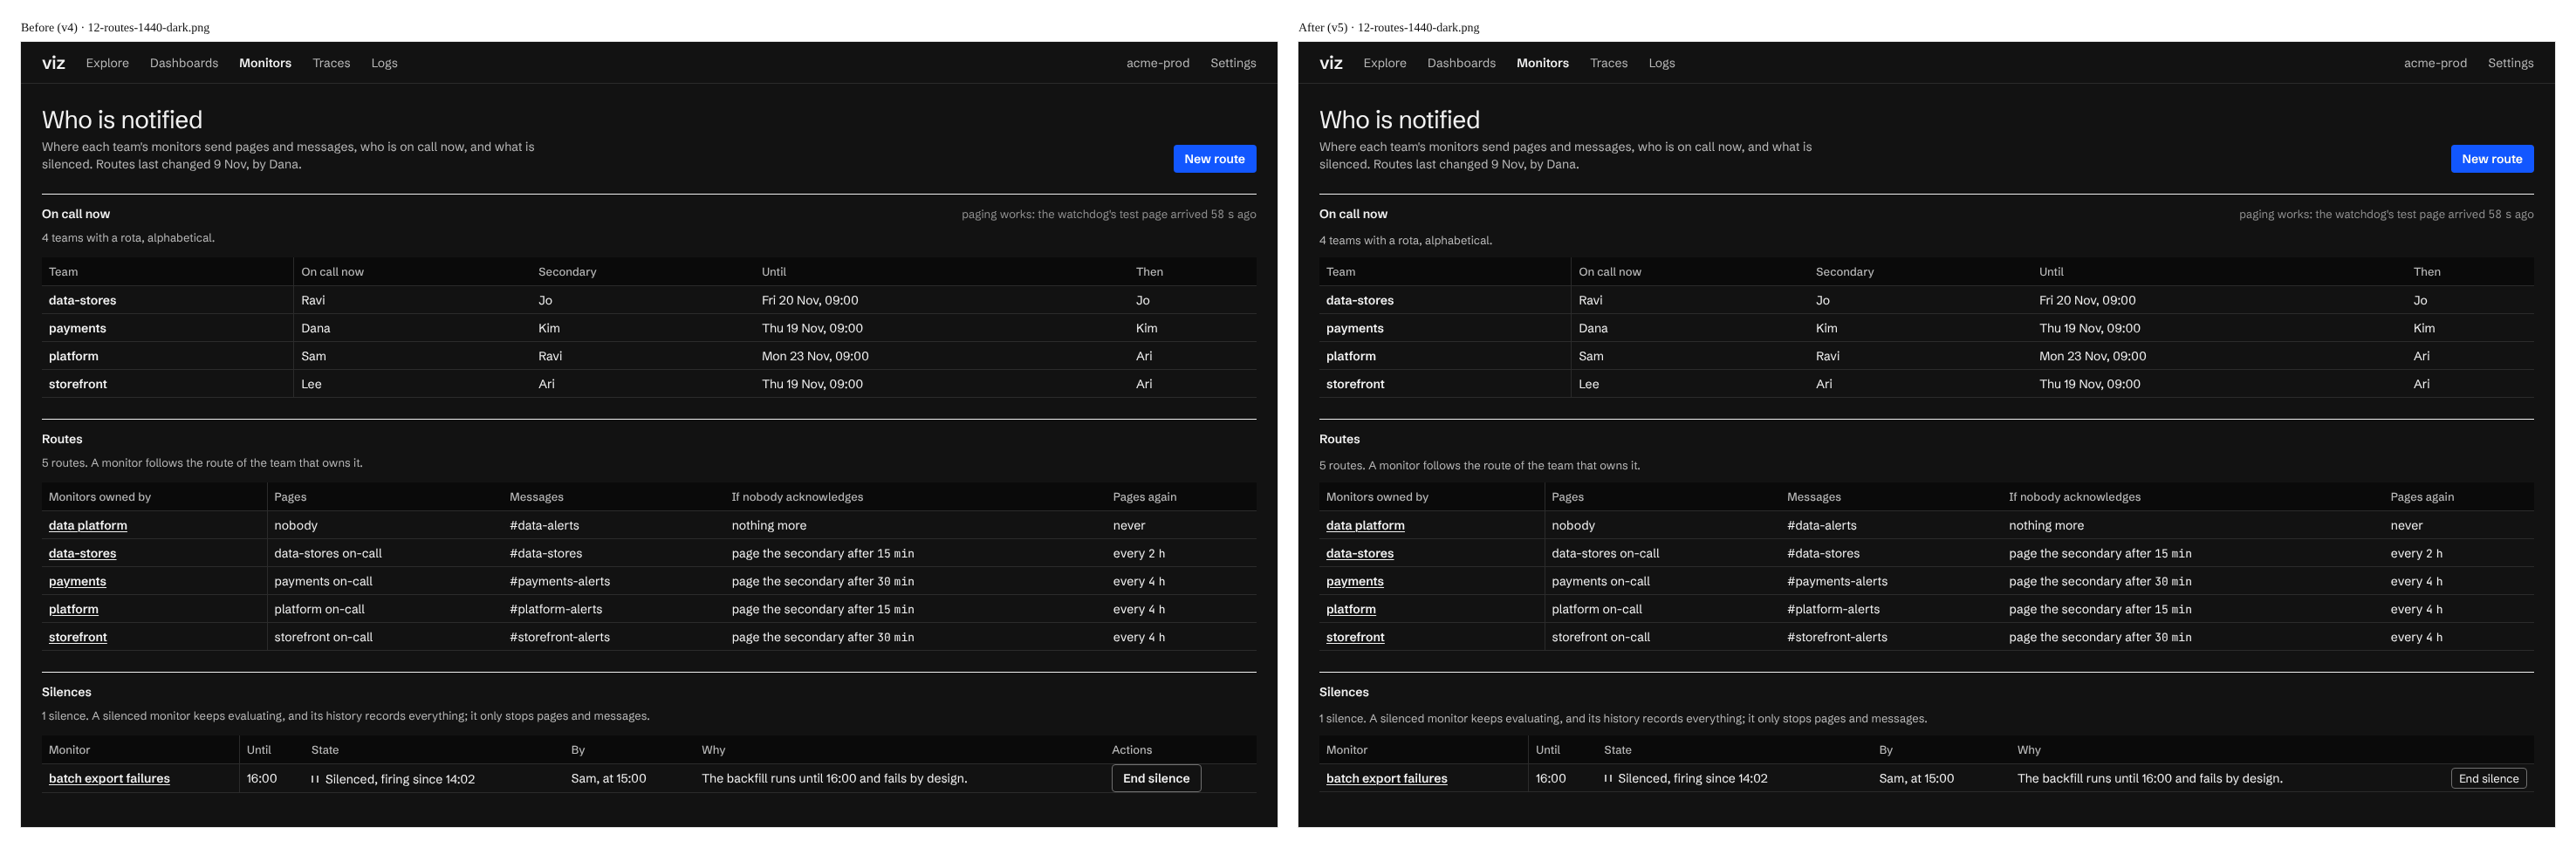 Before (v4) · 12-routes-1440-dark.png
viz Explore Dashboards Monitors Traces Logs acme-prod Settings
Who is notified
Where each team's monitors send pages and messages, who is on call now, and what is
silenced. Routes last changed 9 Nov, by Dana.
New route
On call now paging works: the watchdog's test page arrived 58 s ago
4 teams with a rota, alphabetical.
Team On call now Secondary Until Then
data-stores Ravi Jo Fri 20 Nov, 09:00 Jo
payments Dana Kim Thu 19 Nov, 09:00 Kim
platform Sam Ravi Mon 23 Nov, 09:00 Ari
storefront Lee Ari Thu 19 Nov, 09:00 Ari
Routes
5 routes. A monitor follows the route of the team that owns it.
Monitors owned by Pages Messages If nobody acknowledges Pages again
data platform nobody #data-alerts nothing more never
data-stores data-stores on-call #data-stores page the secondary after 15 min every 2 h
payments payments on-call #payments-alerts page the secondary after 30 min every 4 h
platform platform on-call #platform-alerts page the secondary after 15 min every 4 h
storefront storefront on-call #storefront-alerts page the secondary after 30 min every 4 h
Silences
1 silence. A silenced monitor keeps evaluating, and its history records everything; it only stops pages and messages.
Monitor Until State By Why Actions
batch export failures 16:00 Silenced, firing since 14:02 Sam, at 15:00 The backfill runs until 16:00 and fails by design. End silence
After (v5) · 12-routes-1440-dark.png
viz Explore Dashboards Monitors Traces Logs acme-prod Settings
Who is notified
Where each team's monitors send pages and messages, who is on call now, and what is
silenced. Routes last changed 9 Nov, by Dana.
New route
On call now paging works: the watchdog's test page arrived 58 s ago
4 teams with a rota, alphabetical.
Team On call now Secondary Until Then
data-stores Ravi Jo Fri 20 Nov, 09:00 Jo
payments Dana Kim Thu 19 Nov, 09:00 Kim
platform Sam Ravi Mon 23 Nov, 09:00 Ari
storefront Lee Ari Thu 19 Nov, 09:00 Ari
Routes
5 routes. A monitor follows the route of the team that owns it.
Monitors owned by Pages Messages If nobody acknowledges Pages again
data platform nobody #data-alerts nothing more never
data-stores data-stores on-call #data-stores page the secondary after 15 min every 2 h
payments payments on-call #payments-alerts page the secondary after 30 min every 4 h
platform platform on-call #platform-alerts page the secondary after 15 min every 4 h
storefront storefront on-call #storefront-alerts page the secondary after 30 min every 4 h
Silences
1 silence. A silenced monitor keeps evaluating, and its history records everything; it only stops pages and messages.
Monitor Until State By Why
batch export failures 16:00 Silenced, firing since 14:02 Sam, at 15:00 The backfill runs until 16:00 and fails by design. End silence